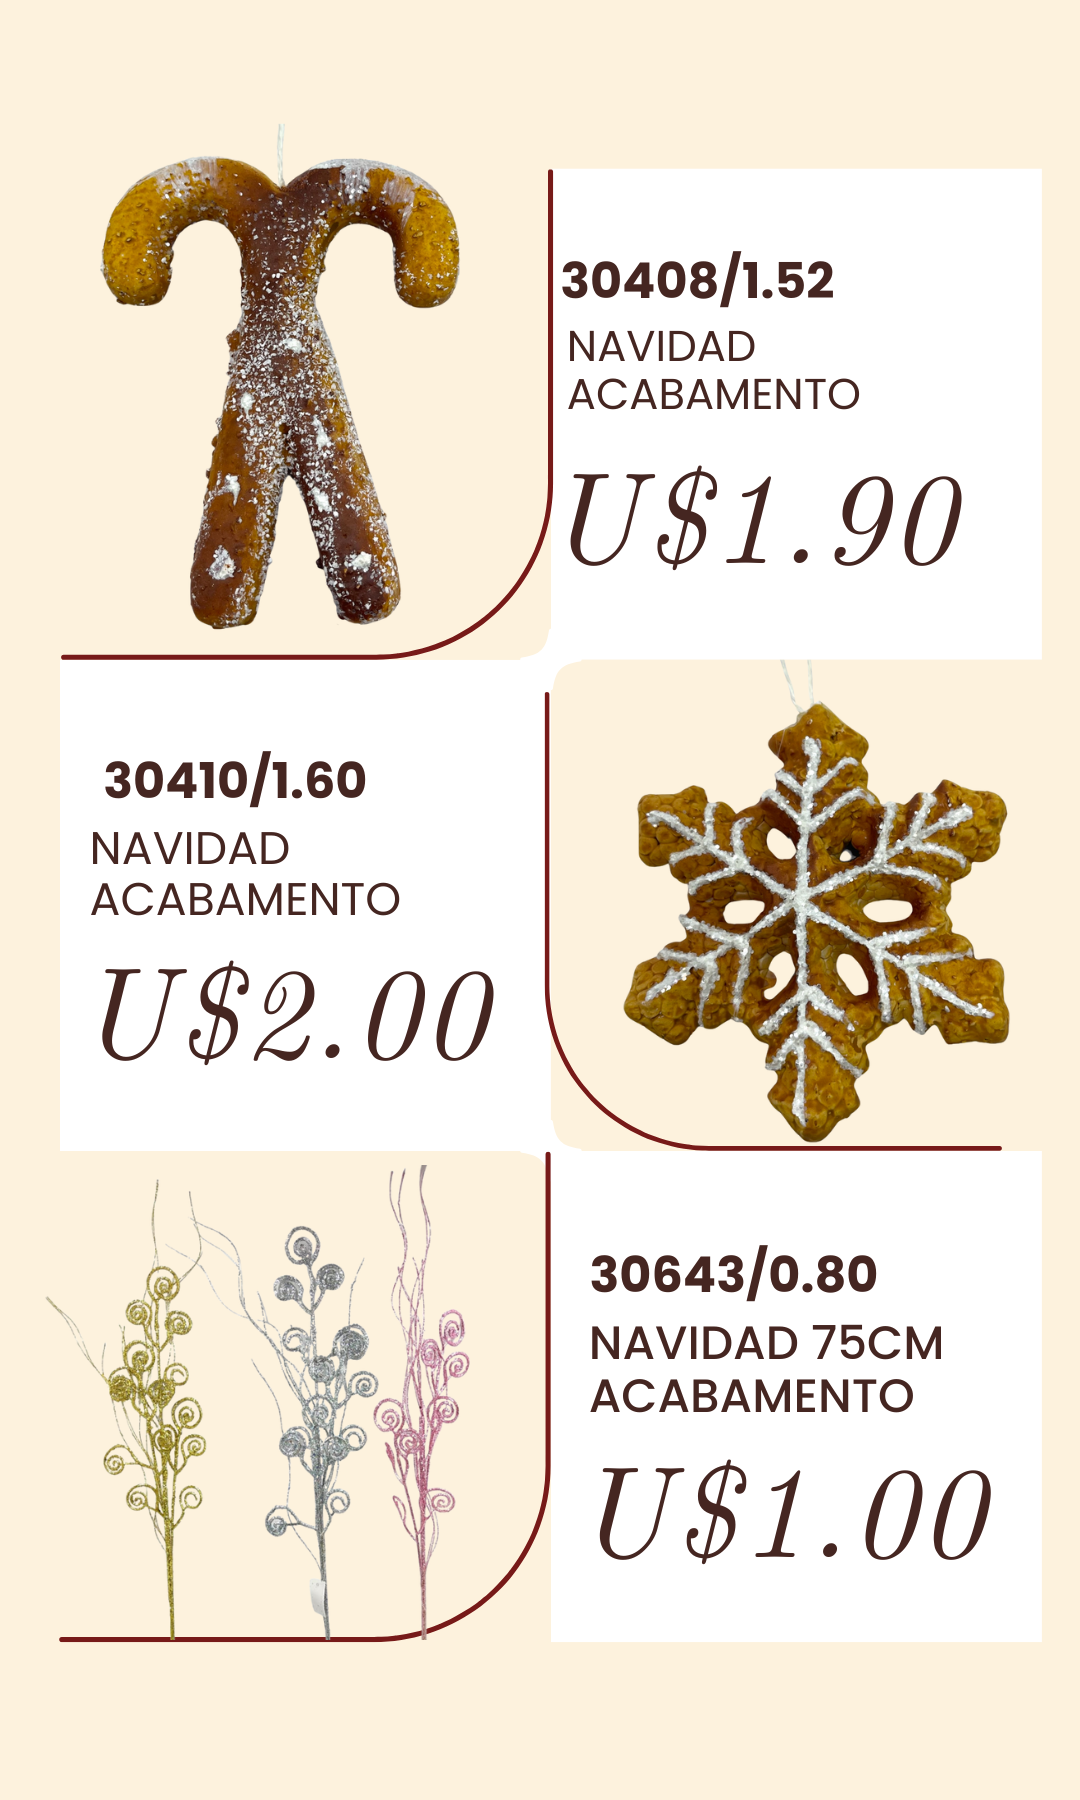 30408/1.52
NAVIDAD
ACABAMENTO
U$1.90
30410/1.60
NAVIDAD
ACABAMENTO
U$2.00
30643/0.80
NAVIDAD 75CM
ACABAMENTO
U$1.00